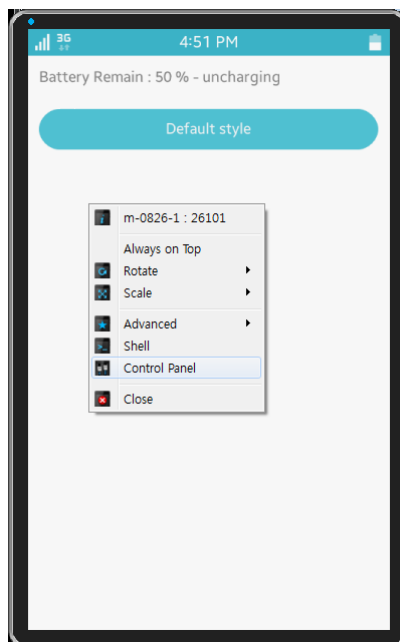 3G
4:51 PM
Battery Remain : 50 % - uncharging
Default style
m-0826-1 : 26101
Always on Top
Rotate
Scale
Advanced
Shell
Control Panel
Close